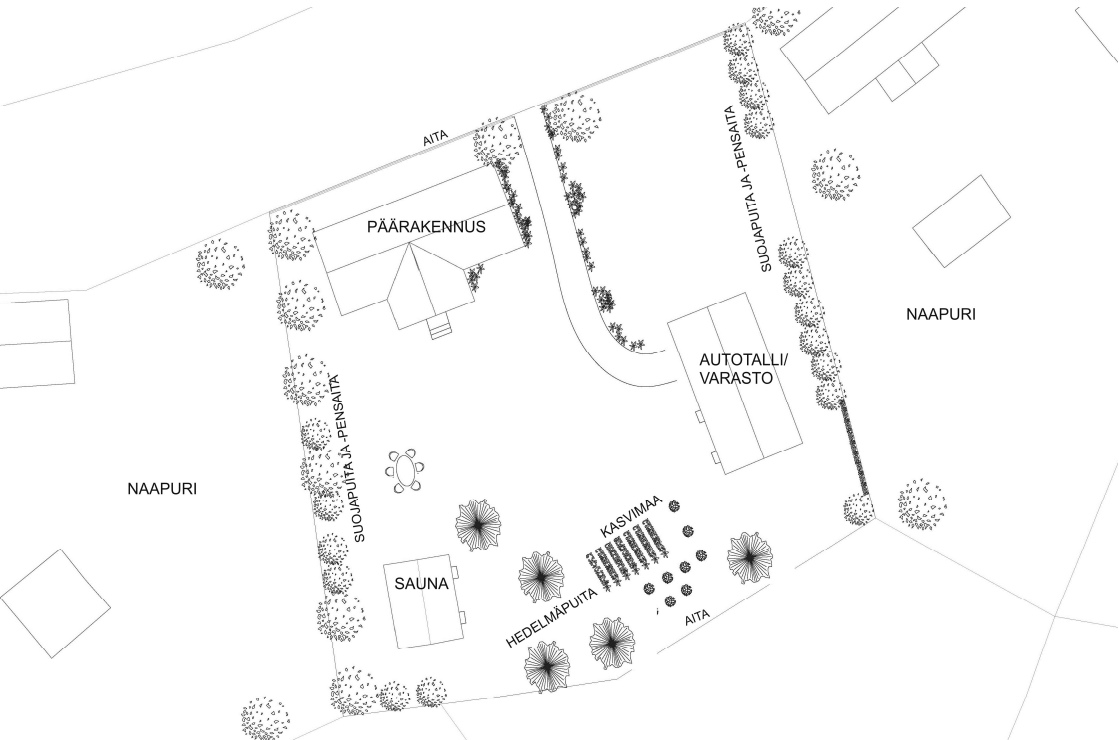 AITA
PÄÄRAKENNUS
SUOJAPUITA JA -PENSAITA
NAAPURI
AUTOTALLI/
VARASTO
SUOJAPUITA JA -PENSAITA
NAAPURI
KASVIMAA
SAUNA
HEDELMÄPUITA
AITA